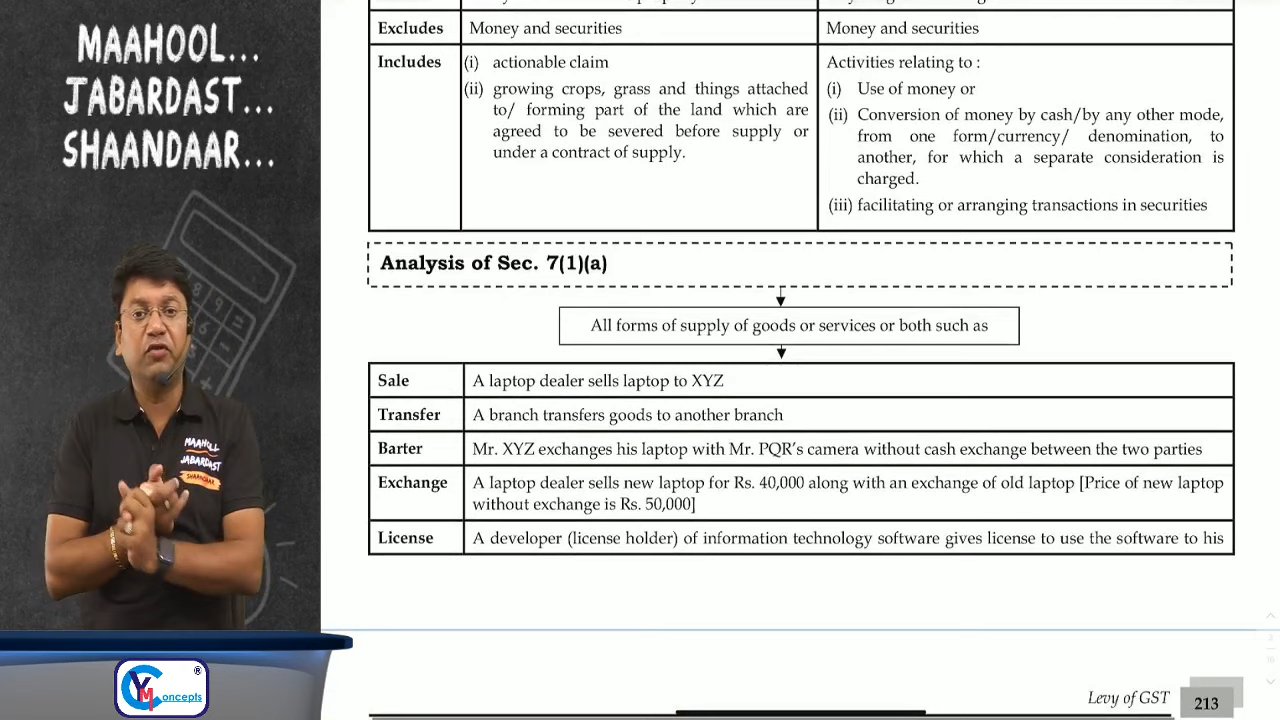 MAAHOOL...
JABARDAST...
SHAANDAAR...
Excludes
Money and securities
Money and securities
Includes
(i) actionable claim
(ii) growing crops, grass and things attached
to/ forming part of the land which are
agreed to be severed before supply or
under a contract of supply.
Activities relating to :
(i) Use of money or
(ii) Conversion of money by cash/by any other mode,
from one form/currency/ denomination, to
another, for which a separate consideration is
charged.
(iii) facilitating or arranging transactions in securities
Analysis of Sec. 7(1)(a)
All forms of supply of goods or services or both such as
Sale
A laptop dealer sells laptop to XYZ
Transfer
A branch transfers goods to another branch
Barter
Mr. XYZ exchanges his laptop with Mr. PQR's camera without cash exchange between the two parties
Exchange
A laptop dealer sells new laptop for Rs. 40,000 along with an exchange of old laptop [Price of new laptop
without exchange is Rs. 50,000]
License
A developer (license holder) of information technology software gives license to use the software to his
MAAHOLL
JABARDAST
SHAANDAAR
YM Concepts ®
Levy of GST 213